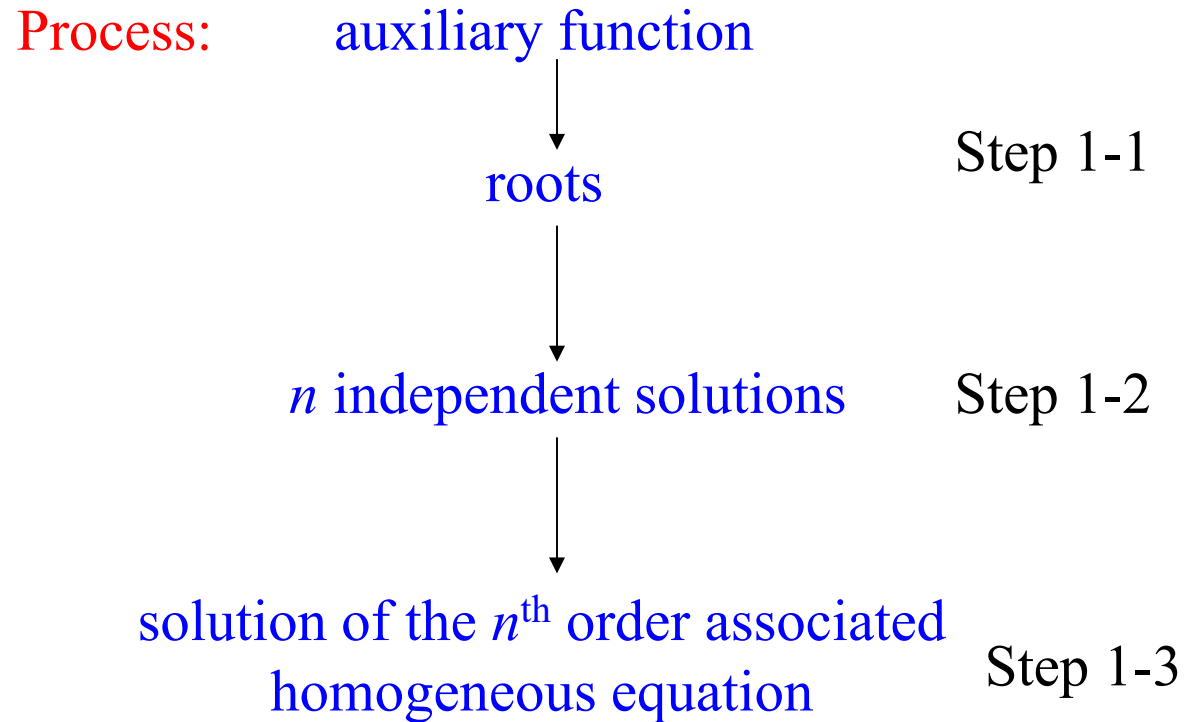 Process: auxiliary function
Step 1-1
roots
n independent solutions Step 1-2
solution of the nth order associated
homogeneous equation Step 1-3